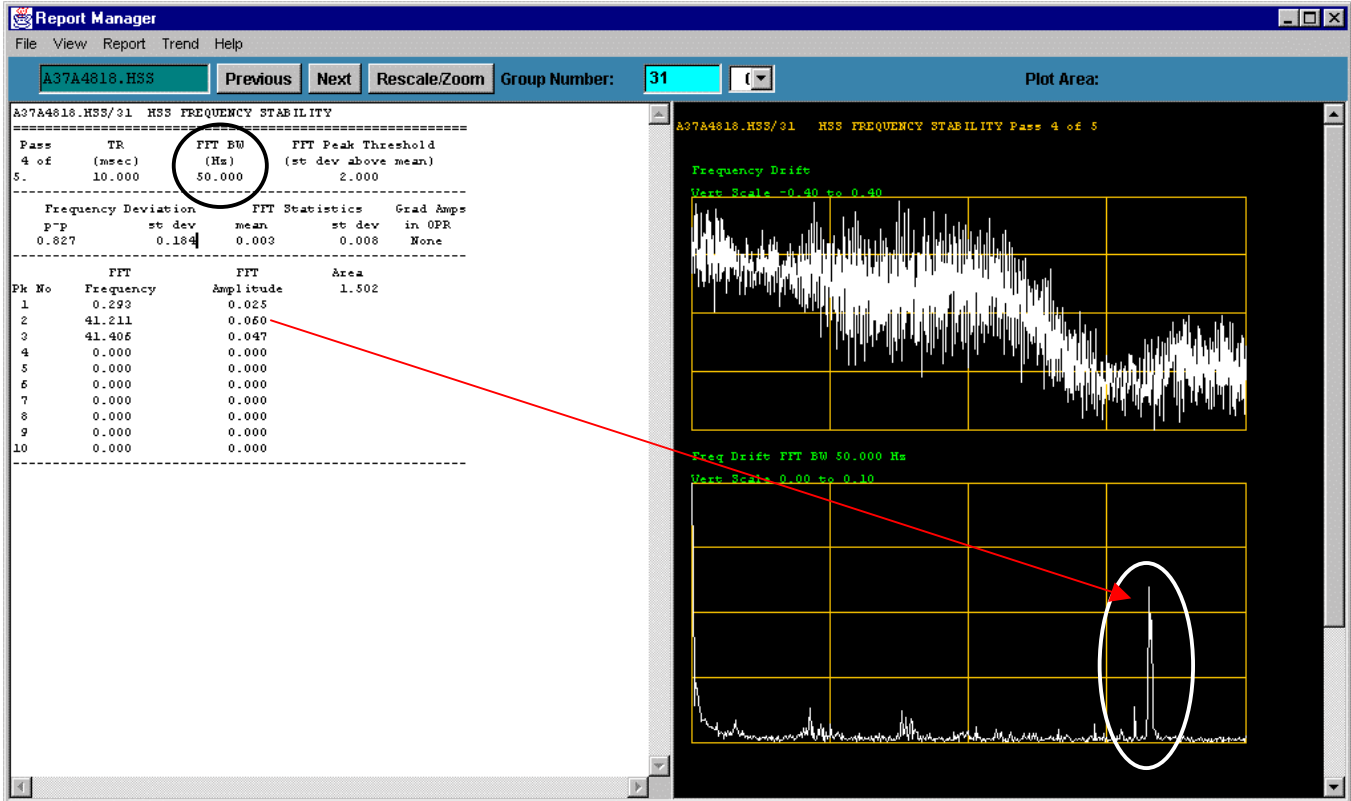 Report Manager
File View Report Trend Help
A37A4818.HSS Previous Next Rescale/Zoom Group Number: 31 Plot Area:
A37A4818.HSS/31 HSS FREQUENCY STABILITY
Pass TR FFT BW FFT Peak Threshold
4 of (msec) (Hz) (st dev above mean)
5. 10.000 50.000 2.000
Frequency Deviation FFT Statistics Grad Amps
p-p st dev mean st dev in OPR
0.827 0.184 0.003 0.008 None
FFT FFT Area
Pk No Frequency Amplitude 1.502
1 0.293 0.025
2 41.211 0.060
3 41.406 0.047
4 0.000 0.000
5 0.000 0.000
6 0.000 0.000
7 0.000 0.000
8 0.000 0.000
9 0.000 0.000
10 0.000 0.000
A37A4818.HSS/31 HSS FREQUENCY STABILITY Pass 4 of 5
Frequency Drift
Vert Scale -0.40 to 0.40
Freq Drift FFT BW 50.000 Hz
Vert Scale 0.00 to 0.10